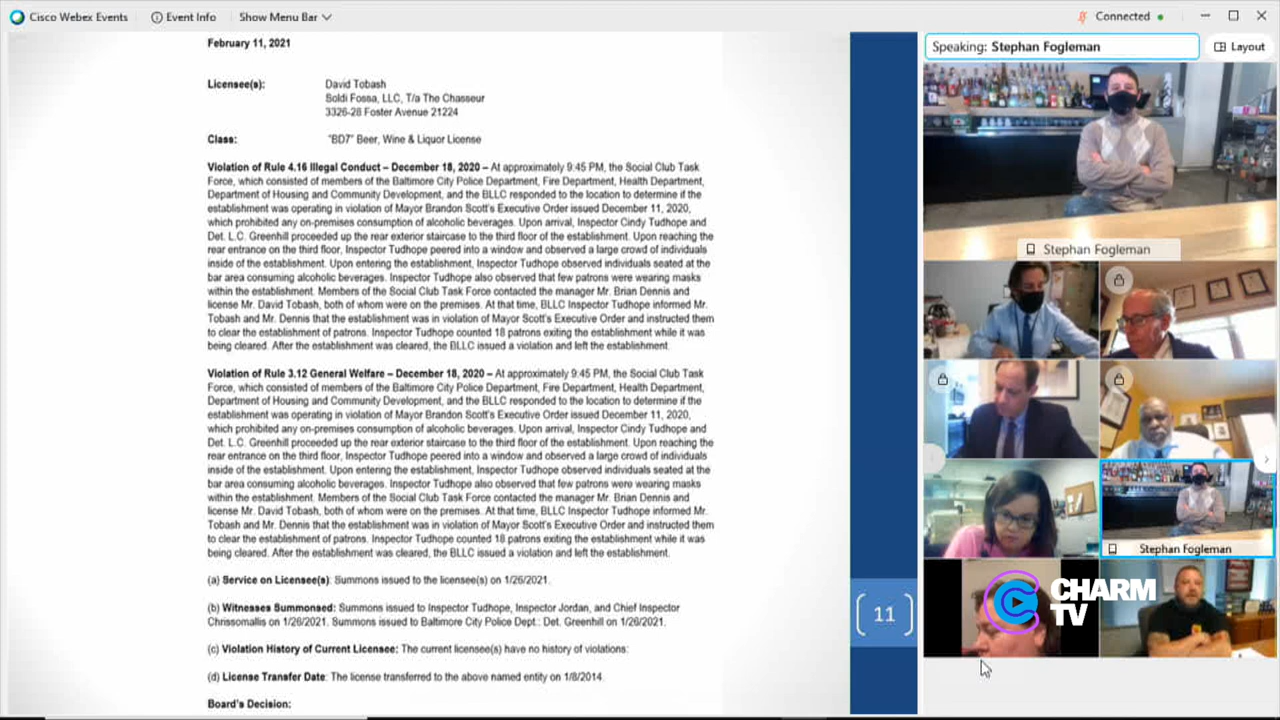 Cisco Webex Events
Event Info
Show Menu Bar
Connected
February 11, 2021
Licensee(s): David Tobash
Soldi Fossa, LLC, T/a The Chasseur
3326-28 Foster Avenue 21224
Class: "BD7" Beer, Wine & Liquor License
Violation of Rule 4.16 Illegal Conduct – December 18, 2020 – At approximately 9:45 PM, the Social Club Task
Force, which consisted of members of the Baltimore City Police Department, Fire Department, Health Department,
Department of Housing and Community Development, and the BLLC responded to the location to determine if the
establishment was operating in violation of Mayor Brandon Scott's Executive Order issued December 11, 2020,
which prohibited any on-premises consumption of alcoholic beverages. Upon arrival, Inspector Cindy Tudhope and
Det. L.C. Greenhill proceeded up the rear exterior staircase to the third floor of the establishment. Upon reaching the
rear entrance on the third floor, Inspector Tudhope peered into a window and observed a large crowd of individuals
inside of the establishment. Upon entering the establishment, Inspector Tudhope observed individuals seated at the
bar area consuming alcoholic beverages. Inspector Tudhope also observed that few patrons were wearing masks
within the establishment. Members of the Social Club Task Force contacted the manager Mr. Brian Dennis and
license Mr. David Tobash, both of whom were on the premises. At that time, BLLC Inspector Tudhope informed Mr.
Tobash and Mr. Dennis that the establishment was in violation of Mayor Scott's Executive Order and instructed them
to clear the establishment of patrons. Inspector Tudhope counted 18 patrons exiting the establishment while it was
being cleared. After the establishment was cleared, the BLLC issued a violation and left the establishment.
Violation of Rule 3.12 General Welfare – December 18, 2020 – At approximately 9:45 PM, the Social Club Task
Force, which consisted of members of the Baltimore City Police Department, Fire Department, Health Department,
Department of Housing and Community Development, and the BLLC responded to the location to determine if the
establishment was operating in violation of Mayor Brandon Scott's Executive Order issued December 11, 2020,
which prohibited any on-premises consumption of alcoholic beverages. Upon arrival, Inspector Cindy Tudhope and
Det. L.C. Greenhill proceeded up the rear exterior staircase to the third floor of the establishment. Upon reaching the
rear entrance on the third floor, Inspector Tudhope peered into a window and observed a large crowd of individuals
inside of the establishment. Upon entering the establishment, Inspector Tudhope observed individuals seated at the
bar area consuming alcoholic beverages. Inspector Tudhope also observed that few patrons were wearing masks
within the establishment. Members of the Social Club Task Force contacted the manager Mr. Brian Dennis and
license Mr. David Tobash, both of whom were on the premises. At that time, BLLC Inspector Tudhope informed Mr.
Tobash and Mr. Dennis that the establishment was in violation of Mayor Scott's Executive Order and instructed them
to clear the establishment of patrons. Inspector Tudhope counted 18 patrons exiting the establishment while it was
being cleared. After the establishment was cleared, the BLLC issued a violation and left the establishment.
(a) Service on Licensee(s): Summons issued to the licensee(s) on 1/26/2021.
(b) Witnesses Summonsed: Summons issued to Inspector Tudhope, Inspector Jordan, and Chief Inspector
Chrissomallis on 1/26/2021. Summons issued to Baltimore City Police Dept.: Det. Greenhill on 1/26/2021.
(c) Violation History of Current Licensee: The current licensee(s) have no history of violations:
(d) License Transfer Date: The license transferred to the above named entity on 1/8/2014.
Board's Decision:
11
Speaking: Stephan Fogleman
Layout
Stephan Fogleman
Stephan Fogleman
CHARM
TV